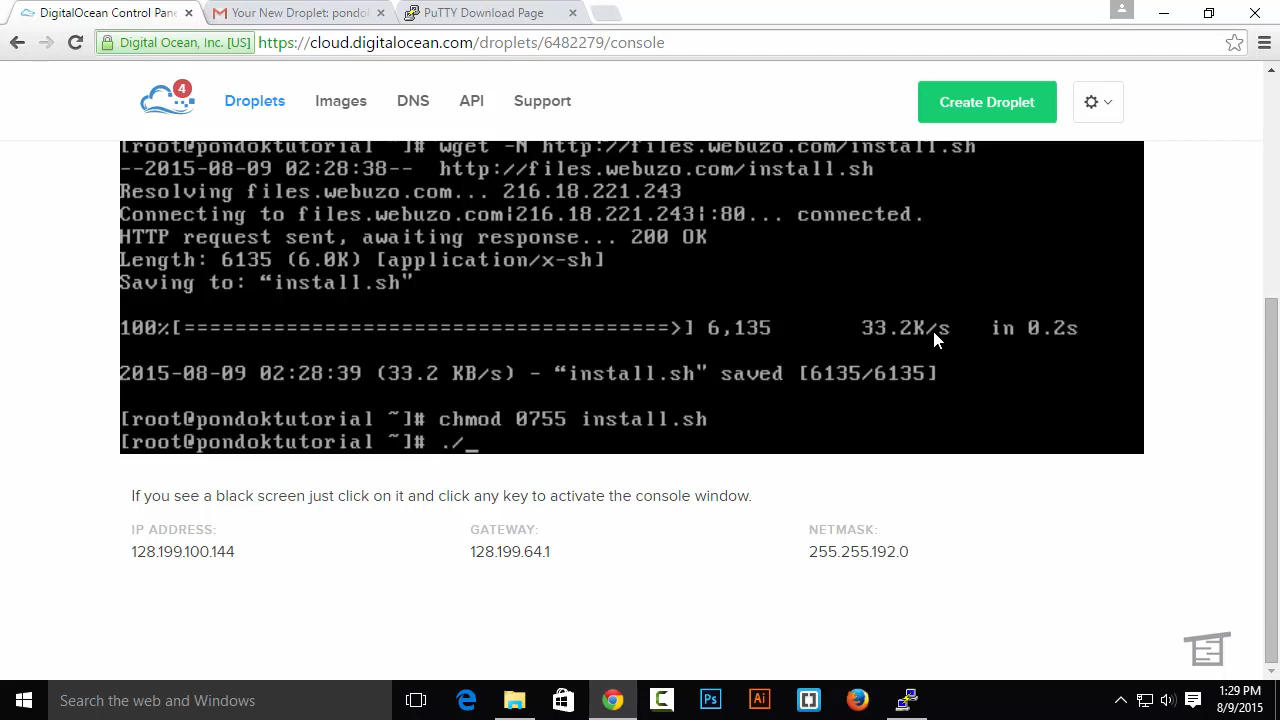 DigitalOcean Control Pane
Your New Droplet: pondol
PuTTY Download Page
Digital Ocean, Inc. [US]
https://cloud.digitalocean.com/droplets/6482279/console
4
Droplets
Images
DNS
API
Support
Create Droplet
[root@pondoktutorial ~]# wget -N http://files.webuzo.com/install.sh
--2015-08-09 02:28:38-- http://files.webuzo.com/install.sh
Resolving files.webuzo.com... 216.18.221.243
Connecting to files.webuzo.com|216.18.221.243|:80... connected.
HTTP request sent, awaiting response... 200 OK
Length: 6135 (6.0K) [application/x-sh]
Saving to: “install.sh”
100%[======================================>] 6,135 33.2K/s in 0.2s
2015-08-09 02:28:39 (33.2 KB/s) - “install.sh” saved [6135/6135]
[root@pondoktutorial ~]# chmod 0755 install.sh
[root@pondoktutorial ~]# ./_
If you see a black screen just click on it and click any key to activate the console window.
IP ADDRESS:
GATEWAY:
NETMASK:
128.199.100.144
128.199.64.1
255.255.192.0
Search the web and Windows
Ps
Ai
1:29 PM
8/9/2015